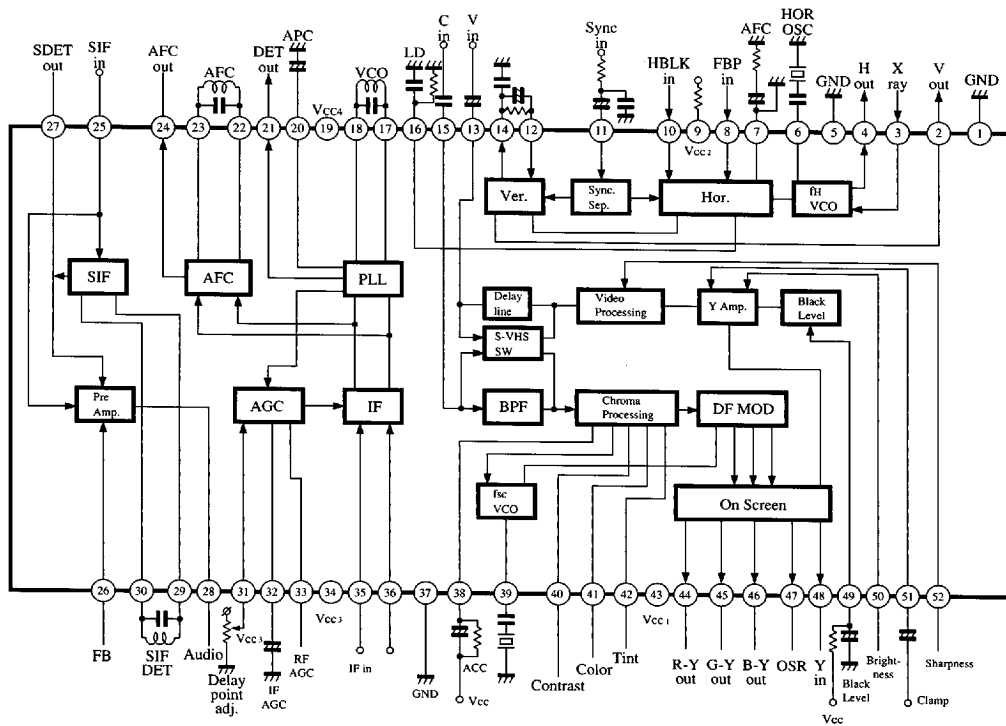 SDET
out
SIF
in
AFC
out
AFC
DET
out
APC
VCC4
VCO
LD
C
in
V
in
Sync
in
HBLK
in
VCC 2
FBP
in
AFC
HOR
OSC
GND
H
out
X
ray
V
out
GND
27 25 24 23 22 21 20 19 18 17 16 15 13 14 12 11 10 9 8 7 6 5 4 3 2 1
Ver.
Sync.
Sep.
Hor.
fH
VCO
SIF
AFC
PLL
Delay
line
Video
Processing
Y Amp.
Black
Level
S-VHS
SW
Pre
Amp.
AGC
IF
BPF
Chroma
Processing
DF MOD
fsc
VCO
On Screen
26 30 29 28 31 32 33 34 35 36 37 38 39 40 41 42 43 44 45 46 47 48 49 50 51 52
FB
SIF
DET
Audio
VCC 3
Delay
point
adj.
IF
AGC
RF
AGC
VCC3
IF in
GND
ACC
Vcc
Contrast
Color
Tint
VCC1
R-Y
out
G-Y
out
B-Y
out
OSR
Y
in
Vcc
Black Level
Bright-
ness
Clamp
Sharpness